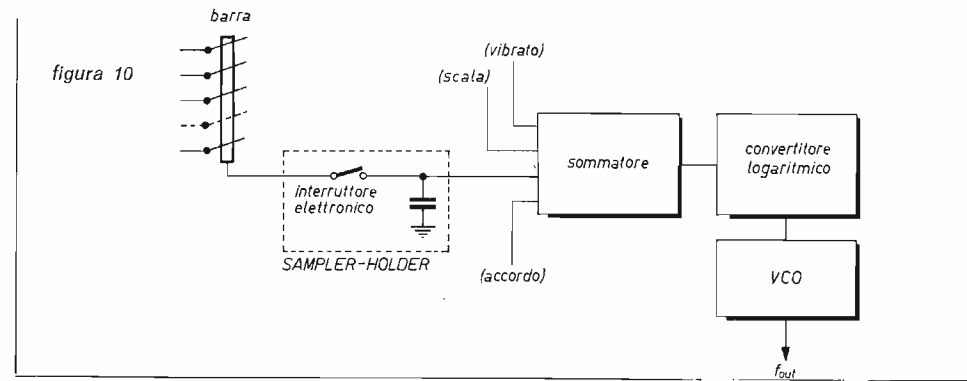 barra
figura 10
(vibrato)
(scala)
sommatore
convertitore
logaritmico
interruttore
elettronico
SAMPLER-HOLDER
(accordo)
VCO
fout